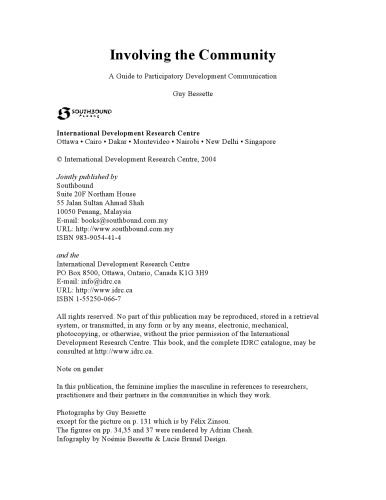 Involving the Community
A Guide to Participatory Development Communication
Guy Bessette
SOUTHBOUND
Penang
International Development Research Centre
Ottawa • Cairo • Dakar • Montevideo • Nairobi • New Delhi • Singapore
© International Development Research Centre, 2004
Jointly published by
Southbound
Suite 20F Northam House
55 Jalan Sultan Ahmad Shah
10050 Penang, Malaysia
E-mail: books@southbound.com.my
URL: http://www.southbound.com.my
ISBN 983-9054-41-4
and the
International Development Research Centre
PO Box 8500, Ottawa, Ontario, Canada K1G 3H9
E-mail: info@idrc.ca
URL: http://www.idrc.ca
ISBN 1-55250-066-7
All rights reserved. No part of this publication may be reproduced, stored in a retrieval
system, or transmitted, in any form or by any means, electronic, mechanical,
photocopying, or otherwise, without the prior permission of the International
Development Research Centre. This book, and the complete IDRC catalogue, may be
consulted at http://www.idrc.ca.
Note on gender
In this publication, the feminine implies the masculine in references to researchers,
practitioners and their partners in the communities in which they work.
Photographs by Guy Bessette
except for the picture on p. 131 which is by Félix Zinsou.
The figures on pp. 34,35 and 37 were rendered by Adrian Cheah.
Infography by Noémie Bessette & Lucie Brunel Design.